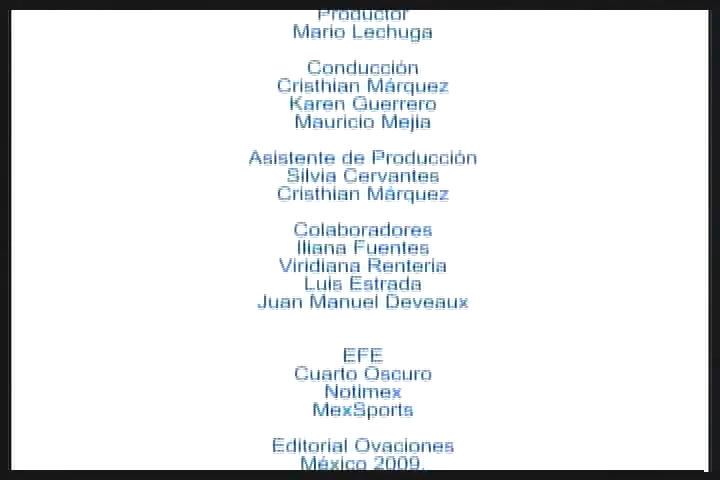 Productor
Mario Lechuga
Conducción
Cristhian Márquez
Karen Guerrero
Mauricio Mejía
Asistente de Producción
Silvia Cervantes
Cristhian Márquez
Colaboradores
Iliana Fuentes
Viridiana Rentería
Luis Estrada
Juan Manuel Deveaux
EFE
Cuarto Oscuro
Notimex
MexSports
Editorial Ovaciones
México 2009.